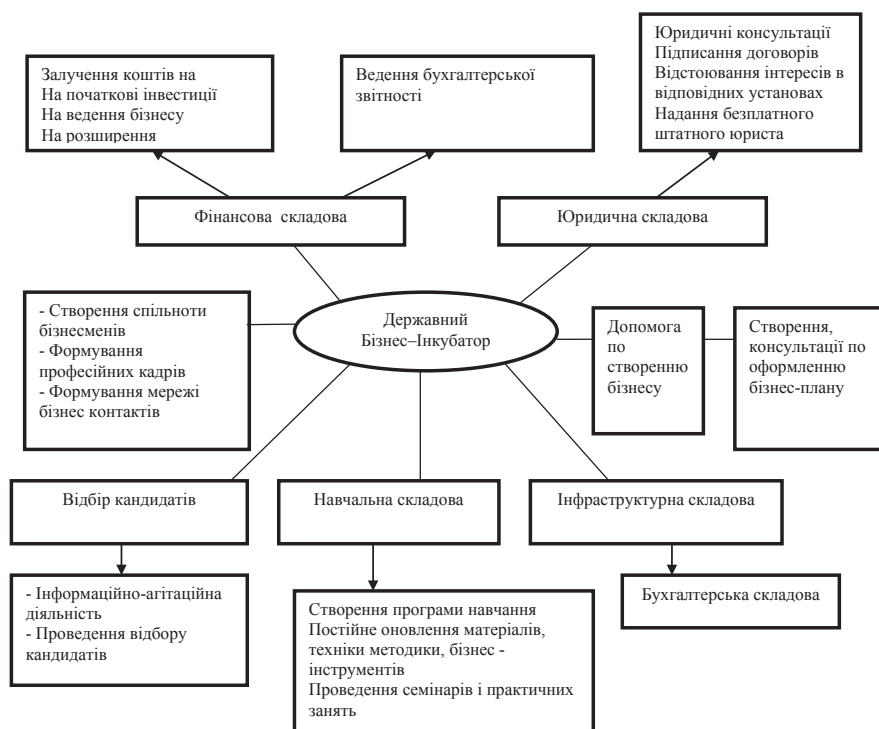 Залучення коштів на
На початкові інвестиції
На ведення бізнесу
На розширення
Ведення бухгалтерської
звітності
Юридичні консультації
Підписання договорів
Відстоювання інтересів в
відповідних установах
Надання безплатного
штатного юриста
Фінансова складова
Юридична складова
- Створення спільноти
бізнесменів
- Формування
професійних кадрів
- Формування мережі
бізнес контактів
Державний
Бізнес–Інкубатор
Допомога
по
створенню
бізнесу
Створення,
консультації по
оформленню
бізнес-плану
Відбір кандидатів
Навчальна складова
Інфраструктурна складова
- Інформаційно-агітаційна
діяльність
- Проведення відбору
кандидатів
Створення програми навчання
Постійне оновлення матеріалів,
техніки методики, бізнес -
інструментів
Проведення семінарів і практичних
занять
Бухгалтерська складова